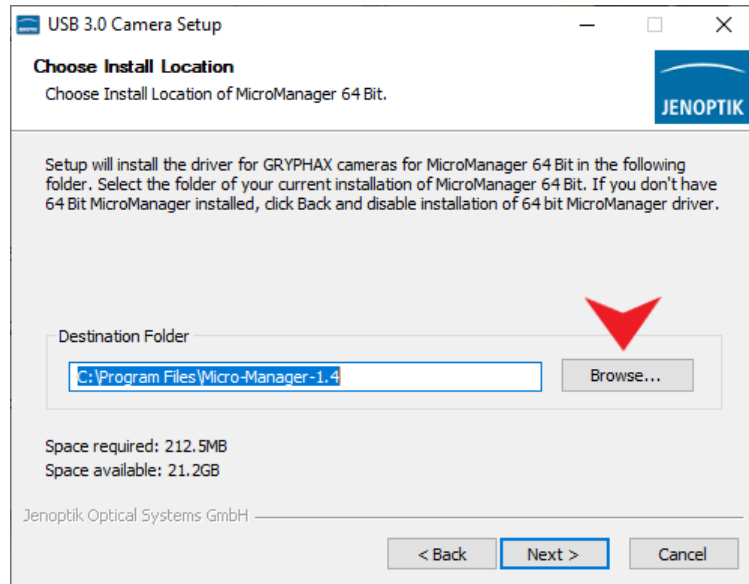 USB 3.0 Camera Setup
Choose Install Location
Choose Install Location of MicroManager 64 Bit.
JENOPTIK
Setup will install the driver for GRYPHAX cameras for MicroManager 64 Bit in the following
folder. Select the folder of your current installation of MicroManager 64 Bit. If you don't have
64 Bit MicroManager installed, click Back and disable installation of 64 bit MicroManager driver.
Destination Folder
C:\Program Files\Micro-Manager-1.4
Browse...
Space required: 212.5MB
Space available: 21.2GB
Jenoptik Optical Systems GmbH
< Back
Next >
Cancel